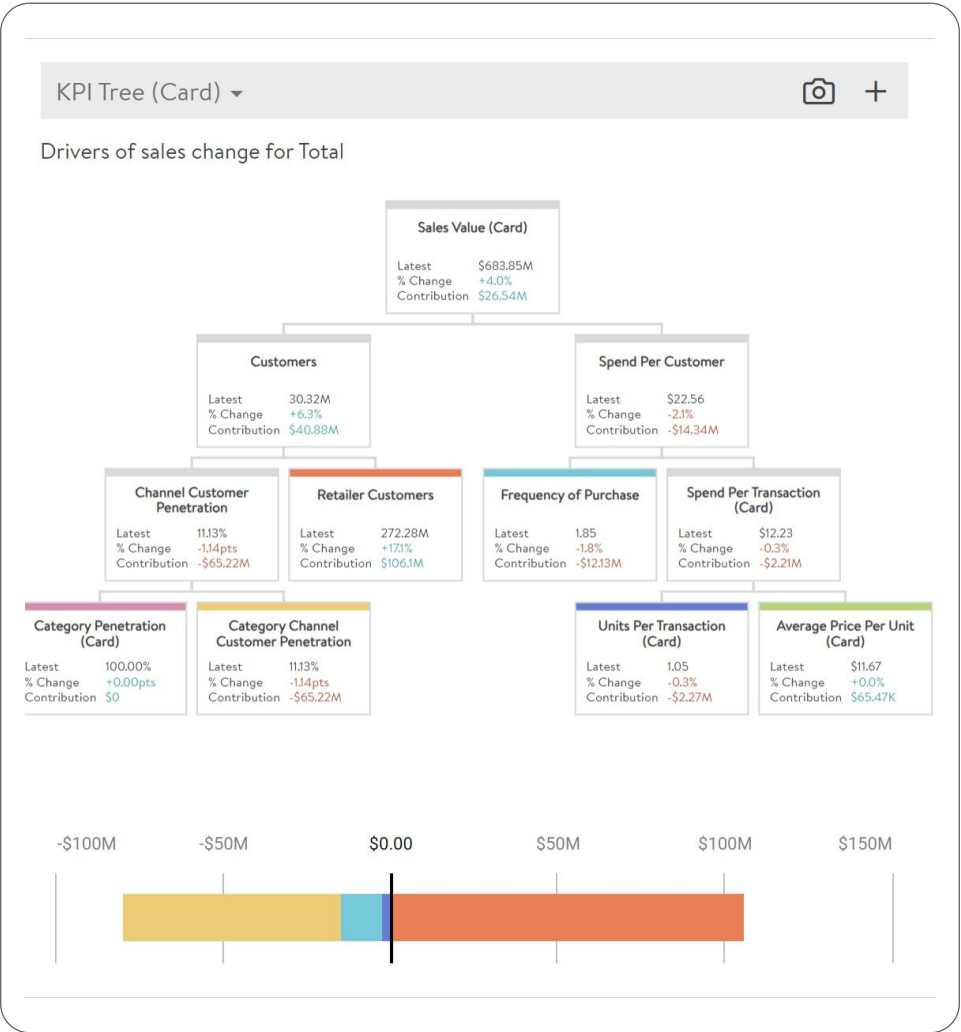 KPI Tree (Card)
Drivers of sales change for Total
Sales Value (Card)
Latest $683.85M
% Change +4.0%
Contribution $26.54M
Customers
Latest 30.32M
% Change +6.3%
Contribution $40.88M
Spend Per Customer
Latest $22.56
% Change -2.1%
Contribution -$14.34M
Channel Customer
Penetration
Latest 11.13%
% Change -1.14pts
Contribution -$65.22M
Retailer Customers
Latest 272.28M
% Change +17.1%
Contribution $106.1M
Frequency of Purchase
Latest 1.85
% Change -1.8%
Contribution -$12.13M
Spend Per Transaction
(Card)
Latest $12.23
% Change -0.3%
Contribution -$2.21M
Category Penetration
(Card)
Latest 100.00%
% Change +0.00pts
Contribution $0
Category Channel
Customer Penetration
Latest 11.13%
% Change -1.14pts
Contribution -$65.22M
Units Per Transaction
(Card)
Latest 1.05
% Change -0.3%
Contribution -$2.27M
Average Price Per Unit
(Card)
Latest $11.67
% Change +0.0%
Contribution $65.47K
-$100M -$50M $0.00 $50M $100M $150M